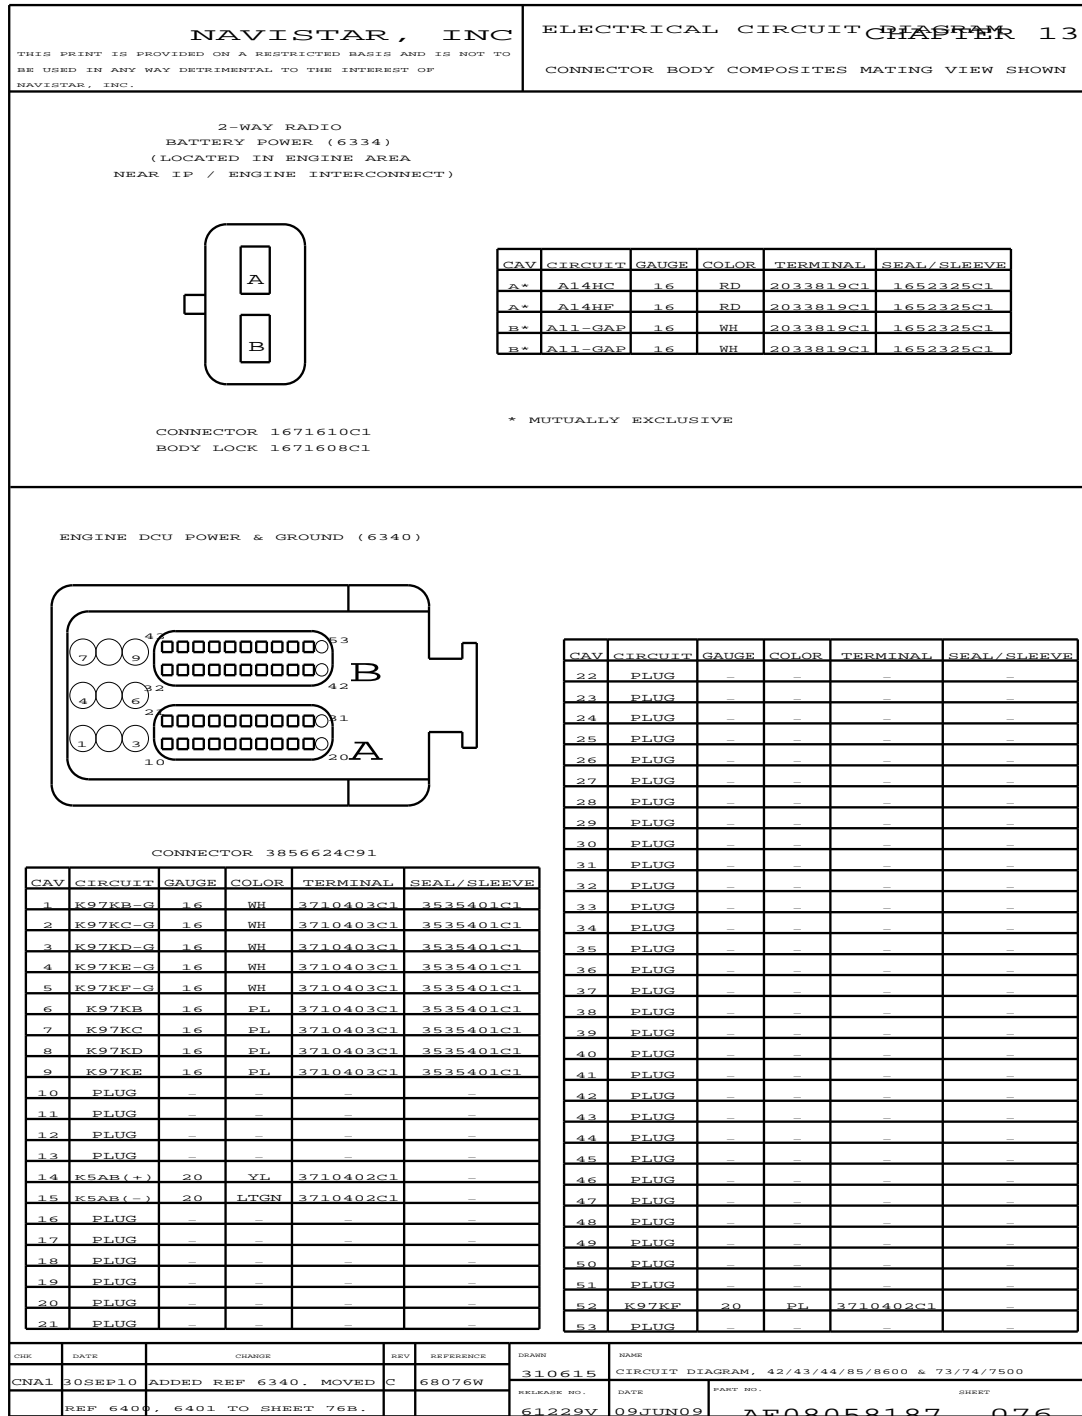 NAVISTAR, INC
THIS PRINT IS PROVIDED ON A RESTRICTED BASIS AND IS NOT TO
BE USED IN ANY WAY DETRIMENTAL TO THE INTEREST OF
NAVISTAR, INC.
ELECTRICAL CIRCUIT DIAGRAM
CHAPTER 13
CONNECTOR BODY COMPOSITES MATING VIEW SHOWN
2-WAY RADIO
BATTERY POWER (6334)
(LOCATED IN ENGINE AREA
NEAR IP / ENGINE INTERCONNECT)
A
B
CONNECTOR 1671610C1
BODY LOCK 1671608C1
CAV CIRCUIT GAUGE COLOR TERMINAL SEAL/SLEEVE
A* A14HC 16 RD 2033819C1 1652325C1
A* A14HF 16 RD 2033819C1 1652325C1
B* A11-GAP 16 WH 2033819C1 1652325C1
B* A11-GAP 16 WH 2033819C1 1652325C1
* MUTUALLY EXCLUSIVE
ENGINE DCU POWER & GROUND (6340)
43 53
7 9
B
32 42
4 6
21 31
1 3
A
10 20
CONNECTOR 3856624C91
CAV CIRCUIT GAUGE COLOR TERMINAL SEAL/SLEEVE
1 K97KB-G 16 WH 3710403C1 3535401C1
2 K97KC-G 16 WH 3710403C1 3535401C1
3 K97KD-G 16 WH 3710403C1 3535401C1
4 K97KE-G 16 WH 3710403C1 3535401C1
5 K97KF-G 16 WH 3710403C1 3535401C1
6 K97KB 16 PL 3710403C1 3535401C1
7 K97KC 16 PL 3710403C1 3535401C1
8 K97KD 16 PL 3710403C1 3535401C1
9 K97KE 16 PL 3710403C1 3535401C1
10 PLUG - - - -
11 PLUG - - - -
12 PLUG - - - -
13 PLUG - - - -
14 K5AB(+) 20 YL 3710402C1 -
15 K5AB(-) 20 LTGN 3710402C1 -
16 PLUG - - - -
17 PLUG - - - -
18 PLUG - - - -
19 PLUG - - - -
20 PLUG - - - -
21 PLUG - - - -
CAV CIRCUIT GAUGE COLOR TERMINAL SEAL/SLEEVE
22 PLUG - - - -
23 PLUG - - - -
24 PLUG - - - -
25 PLUG - - - -
26 PLUG - - - -
27 PLUG - - - -
28 PLUG - - - -
29 PLUG - - - -
30 PLUG - - - -
31 PLUG - - - -
32 PLUG - - - -
33 PLUG - - - -
34 PLUG - - - -
35 PLUG - - - -
36 PLUG - - - -
37 PLUG - - - -
38 PLUG - - - -
39 PLUG - - - -
40 PLUG - - - -
41 PLUG - - - -
42 PLUG - - - -
43 PLUG - - - -
44 PLUG - - - -
45 PLUG - - - -
46 PLUG - - - -
47 PLUG - - - -
48 PLUG - - - -
49 PLUG - - - -
50 PLUG - - - -
51 PLUG - - - -
52 K97KF 20 PL 3710402C1 -
53 PLUG - - - -
CHK DATE CHANGE REV REFERENCE
CNA1 30SEP10 ADDED REF 6340. MOVED C 68076W
REF 6400, 6401 TO SHEET 76B.
DRAWN NAME
310615 CIRCUIT DIAGRAM, 42/43/44/85/8600 & 73/74/7500
RELEASE NO. DATE PART NO. SHEET
61229V 09JUN09 AF08058187 076